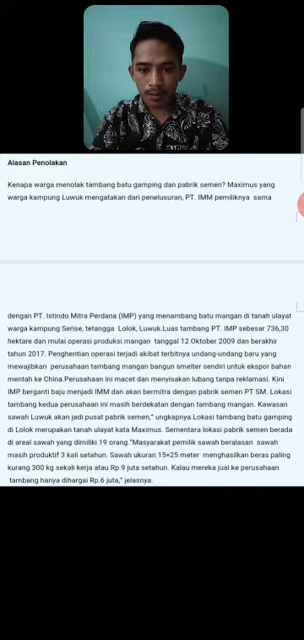 Alasan Penolakan
Kenapa warga menolak tambang batu gamping dan pabrik semen? Maximus yang
warga kampung Luwuk mengatakan dari penelusuran, PT. IMM pemiliknya sama
dengan PT. Istindo Mitra Perdana (IMP) yang menambang batu mangan di tanah ulayat
warga kampung Serise, tetangga Lolok, Luwuk.Luas tambang PT. IMP sebesar 736,30
hektare dan mulai operasi produksi mangan tanggal 12 Oktober 2009 dan berakhir
tahun 2017. Penghentian operasi terjadi akibat terbitnya undang-undang baru yang
mewajibkan perusahaan tambang mangan bangun smelter sendiri untuk ekspor bahan
mentah ke China.Perusahaan ini macet dan menyisakan lubang tanpa reklamasi. Kini
IMP berganti baju menjadi IMM dan akan bermitra dengan pabrik semen PT SM. Lokasi
tambang kedua perusahaan ini masih berdekatan dengan tambang mangan. Kawasan
sawah Luwuk akan jadi pusat pabrik semen," ungkapnya.Lokasi tambang batu gamping
di Lolok merupakan tanah ulayat kata Maximus. Sementara lokasi pabrik semen berada
di areal sawah yang dimiliki 19 orang."Masyarakat pemilik sawah beralasan sawah
masih produktif 3 kali setahun. Sawah ukuran 15×25 meter menghasilkan beras paling
kurang 300 kg sekali kerja atau Rp.9 juta setahun. Kalau mereka jual ke perusahaan
tambang hanya dihargai Rp.6 juta," jelasnya.